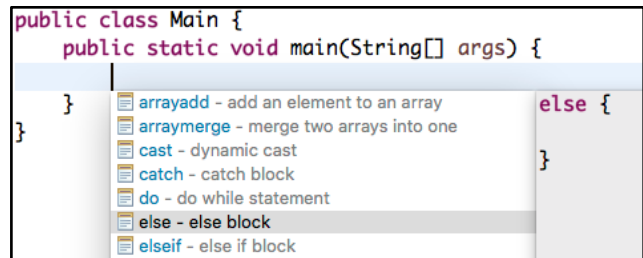 public class Main {
public static void main(String[] args) {
}
}
arrayadd - add an element to an array
arraymerge - merge two arrays into one
cast - dynamic cast
catch - catch block
do - do while statement
else - else block
elseif - else if block
else {
}